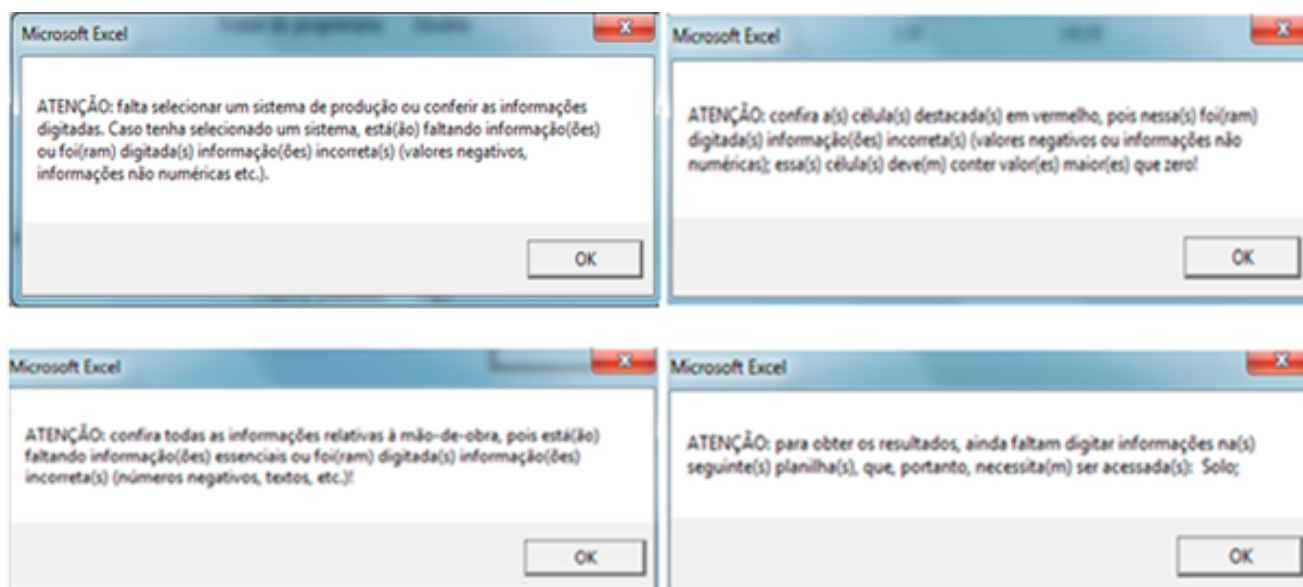 Microsoft Excel
ATENÇÃO: falta selecionar um sistema de produção ou conferir as informações
digitadas. Caso tenha selecionado um sistema, está(ão) faltando informação(ões)
ou foi(ram) digitada(s) informação(ões) incorreta(s) (valores negativos,
informações não numéricas etc.).
OK
Microsoft Excel
ATENÇÃO: confira a(s) célula(s) destacada(s) em vermelho, pois nessa(s) foi(ram)
digitada(s) informação(ões) incorreta(s) (valores negativos ou informações não
numéricas); essa(s) célula(s) deve(m) conter valor(es) maior(es) que zero!
OK
Microsoft Excel
ATENÇÃO: confira todas as informações relativas à mão-de-obra, pois está(ão)
faltando informação(ões) essenciais ou foi(ram) digitada(s) informação(ões)
incorreta(s) (números negativos, textos, etc.)!
OK
Microsoft Excel
ATENÇÃO: para obter os resultados, ainda faltam digitar informações na(s)
seguinte(s) planilha(s), que, portanto, necessita(m) ser acessada(s): Solo;
OK